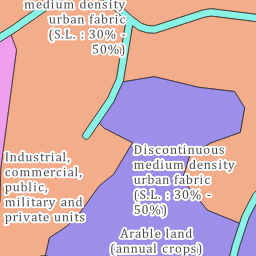 medium density
urban fabric
(S.L. : 30% -
50%)
Discontinuous
medium density
urban fabric
(S.L. : 30% -
50%)
Industrial,
commercial,
public,
military and
private units
Arable land
(annual crops)